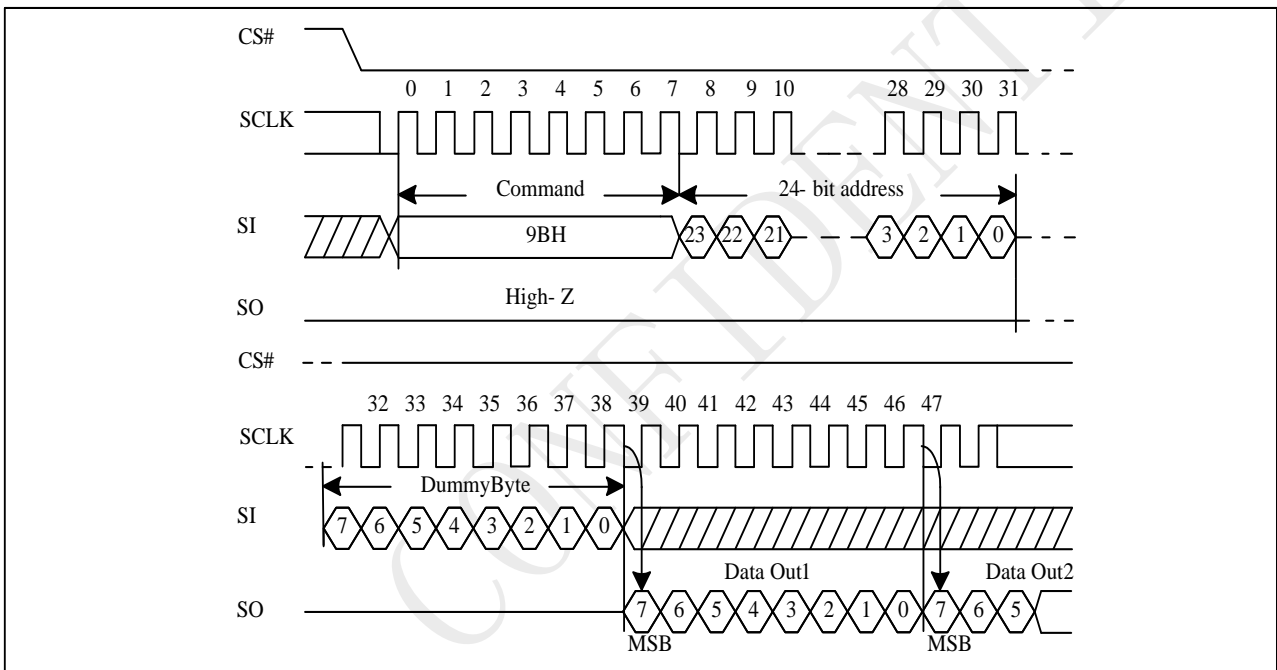 CS#
0 1 2 3 4 5 6 7 8 9 10 28 29 30 31
SCLK
Command 24- bit address
SI 9BH 23 22 21 3 2 1 0
High- Z
SO
CS#
32 33 34 35 36 37 38 39 40 41 42 43 44 45 46 47
SCLK
DummyByte
SI 7 6 5 4 3 2 1 0
Data Out1 Data Out2
SO 7 6 5 4 3 2 1 0 7 6 5
MSB MSB
CONFIDENTI